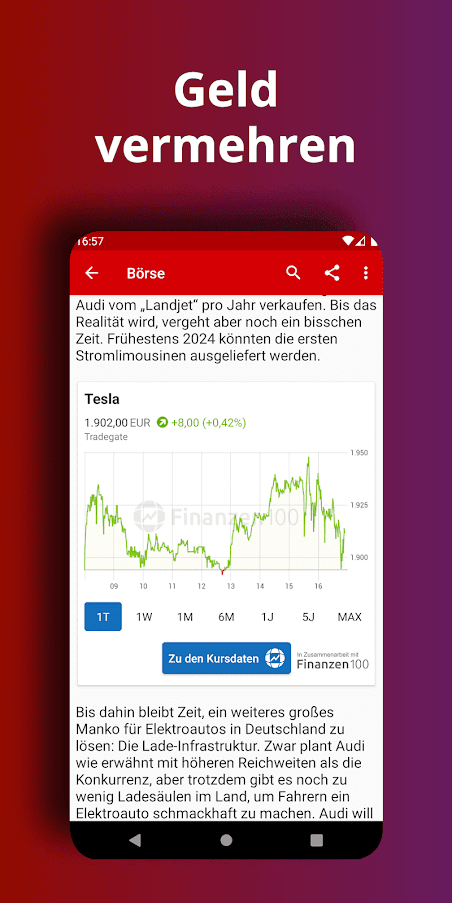 Geld
vermehren
16:57
Börse
Audi vom „Landjet“ pro Jahr verkaufen. Bis das
Realität wird, vergeht aber noch ein bisschen
Zeit. Frühestens 2024 könnten die ersten
Stromlimousinen ausgeliefert werden.
Tesla
1.902,00 EUR +8,00 (+0,42%)
Tradegate
1.950
1.925
1.900
Finanzen100
09 10 11 12 13 14 15 16
1T 1W 1M 6M 1J 5J MAX
Zu den Kursdaten
In Zusammenarbeit mit
Finanzen100
Bis dahin bleibt Zeit, ein weiteres großes
Manko für Elektroautos in Deutschland zu
lösen: Die Lade-Infrastruktur. Zwar plant Audi
wie erwähnt mit höheren Reichweiten als die
Konkurrenz, aber trotzdem gibt es noch zu
wenig Ladesäulen im Land, um Fahrern ein
Elektroauto schmackhaft zu machen. Audi will